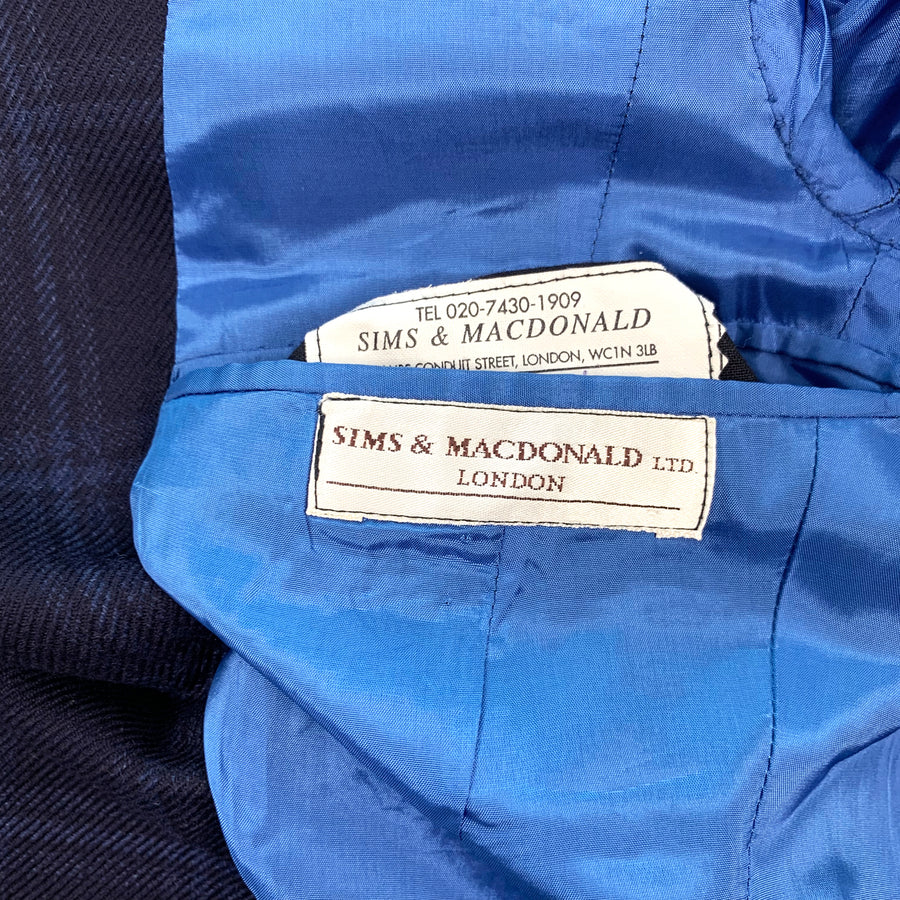 TEL 020-7430-1909
SIMS & MACDONALD
CONDUIT STREET, LONDON, WC1N 3LB
SIMS & MACDONALD LTD.
LONDON